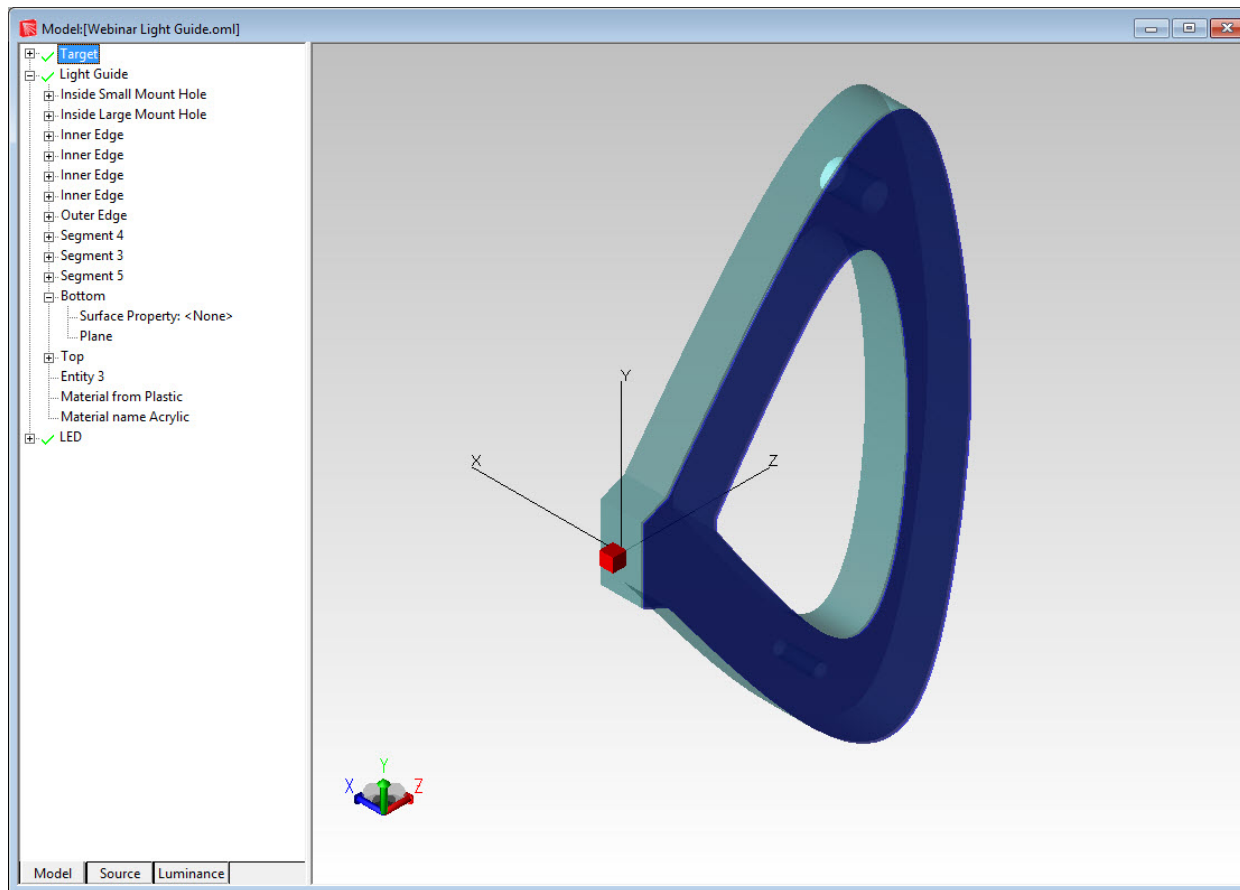 Model:[Webinar Light Guide.oml]
Target
Light Guide
Inside Small Mount Hole
Inside Large Mount Hole
Inner Edge
Inner Edge
Inner Edge
Inner Edge
Outer Edge
Segment 4
Segment 3
Segment 5
Bottom
Surface Property: <None>
Plane
Top
Entity 3
Material from Plastic
Material name Acrylic
LED
Y
X
Z
Y
X
Z
Model
Source
Luminance